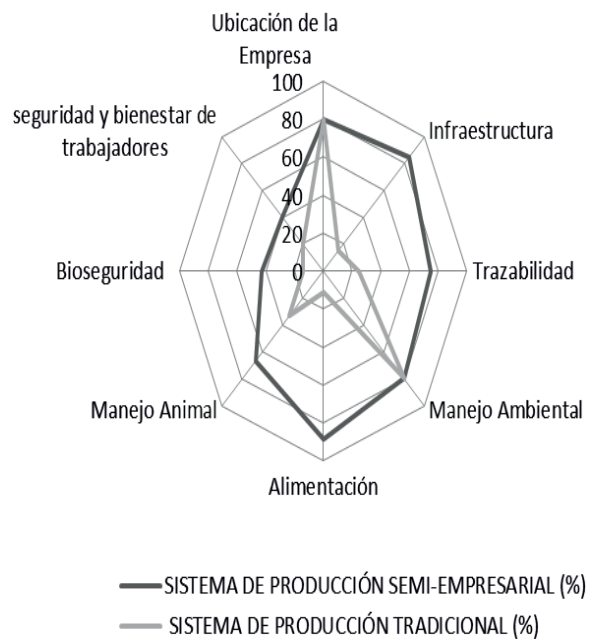 Ubicación de la
Empresa
100
seguridad y bienestar de
trabajadores
80
Infraestructura
60
40
20
Bioseguridad
0
Trazabilidad
Manejo Animal
Manejo Ambiental
Alimentación
SISTEMA DE PRODUCCIÓN SEMI-EMPRESARIAL (%)
SISTEMA DE PRODUCCIÓN TRADICIONAL (%)